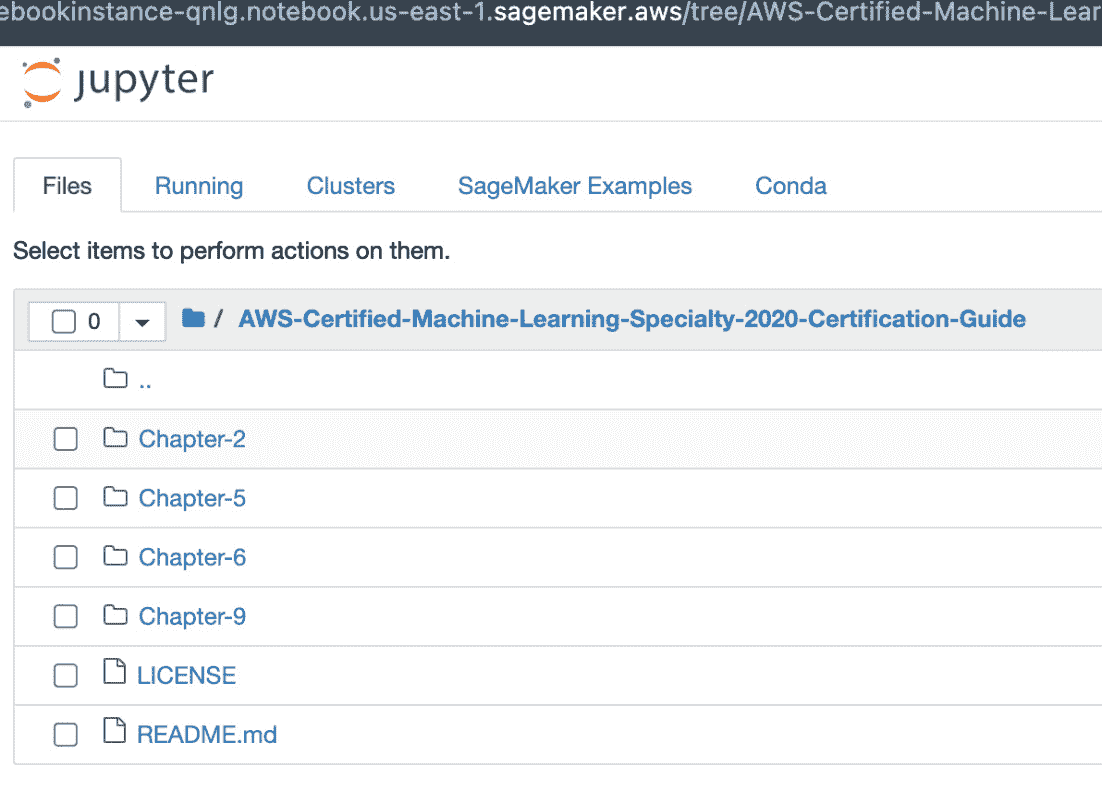 ebookinstance-qnlg.notebook.us-east-1.sagemaker.aws/tree/AWS-Certified-Machine-Lear
jupyter
Files Running Clusters SageMaker Examples Conda
Select items to perform actions on them.
0 / AWS-Certified-Machine-Learning-Specialty-2020-Certification-Guide
..
Chapter-2
Chapter-5
Chapter-6
Chapter-9
LICENSE
README.md